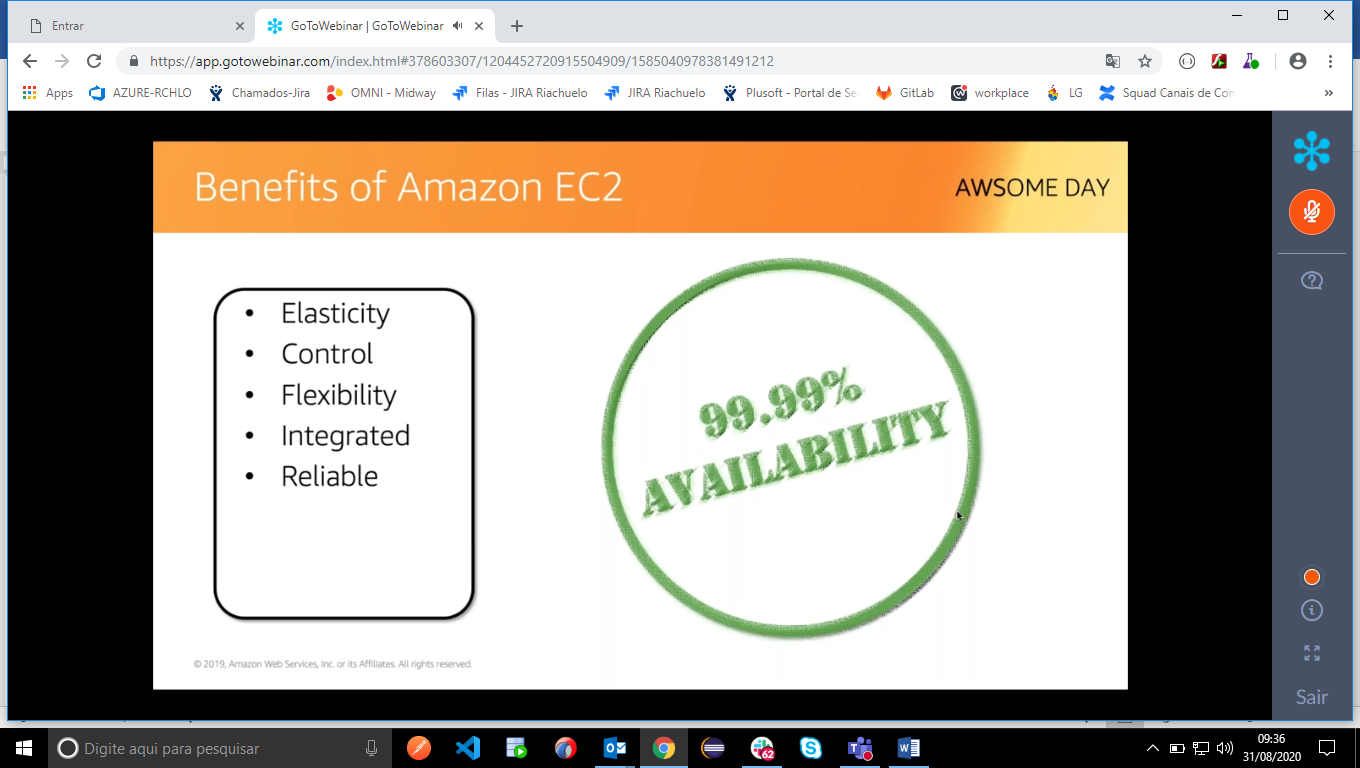 Entrar
GoToWebinar | GoToWebinar
https://app.gotowebinar.com/index.html#378603307/1204452720915504909/1585040978381491212
Apps AZURE-RCHLO Chamados-Jira OMNI - Midway Filas - JIRA Riachuelo JIRA Riachuelo Plusoft - Portal de Se GitLab workplace LG Squad Canais de Con »
Benefits of Amazon EC2
AWSOME DAY
• Elasticity
• Control
• Flexibility
• Integrated
• Reliable
99.99%
AVAILABILITY
© 2019, Amazon Web Services, Inc. or its Affiliates. All rights reserved.
Sair
Digite aqui para pesquisar
62
09:36
31/08/2020